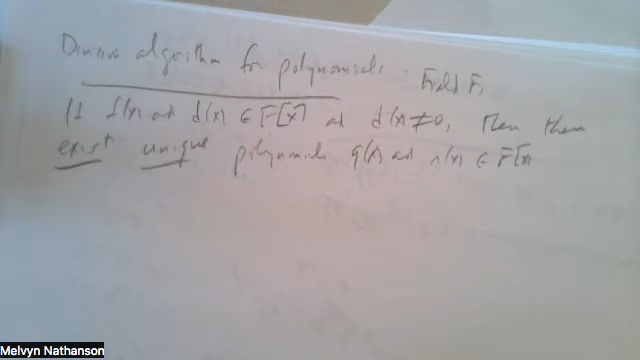 Division algorithm for polynomials. Field F,
If f(x) and d(x) ∈ F[x] and d(x) ≠ 0, then there
exist unique polynomials q(x) and r(x) ∈ F[x
Melvyn Nathanson